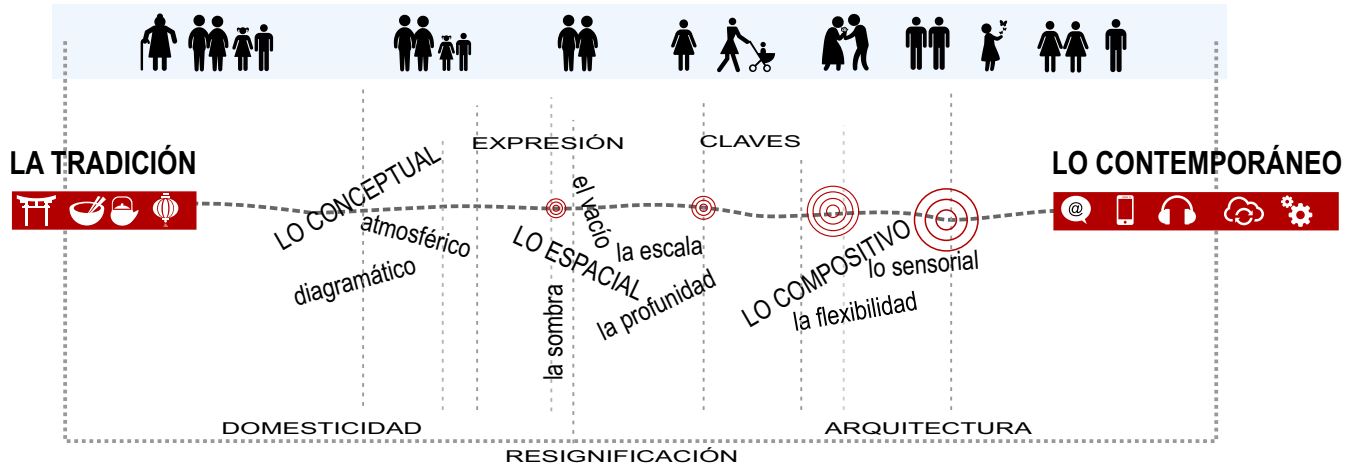 EXPRESIÓN
CLAVES
LA TRADICIÓN
LO CONTEMPORÁNEO
@
LO CONCEPTUAL
atmosférico
diagramático
el vacío
LO ESPACIAL
la escala
la profunidad
la sombra
LO COMPOSITIVO
lo sensorial
la flexibilidad
DOMESTICIDAD
ARQUITECTURA
RESIGNIFICACIÓN